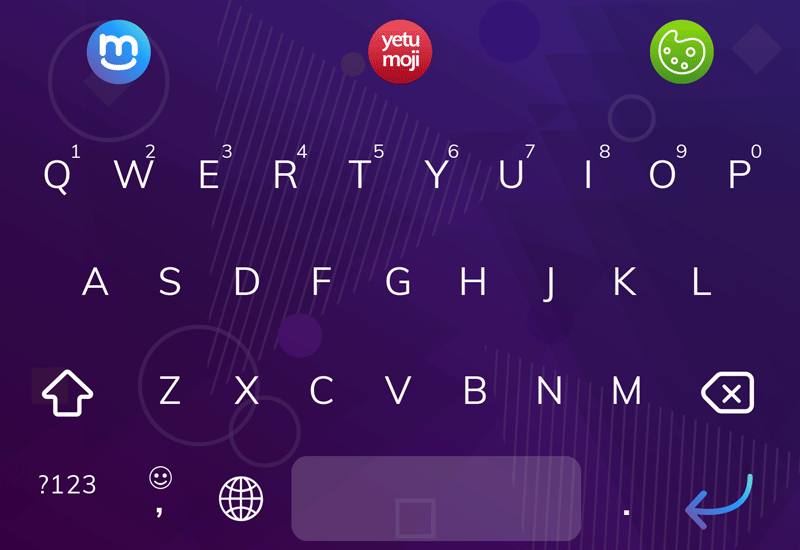 m
yetu
moji
1 2 3 4 5 6 7 8 9 0
Q W E R T Y U I O P
A S D F G H J K L
Z X C V B N M
?123 , .